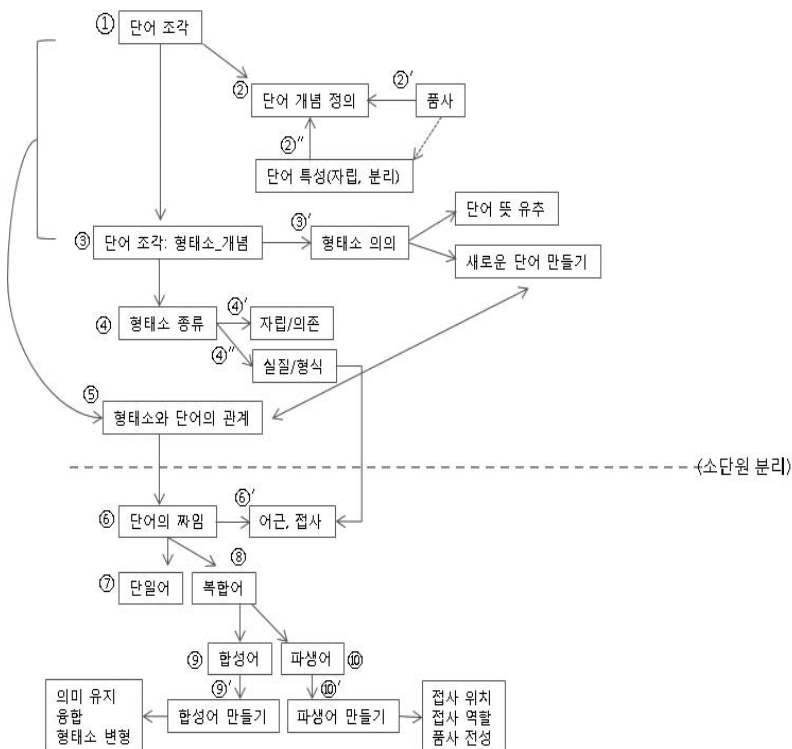 ① 단어 조각
② 단어 개념 정의
②′ 품사
②″
단어 특성(자립, 분리)
③ 단어 조각: 형태소_개념
③′ 형태소 의의
단어 뜻 유추
새로운 단어 만들기
④ 형태소 종류
④′ 자립/의존
④″ 실질/형식
⑤
형태소와 단어의 관계
(소단원 분리)
⑥ 단어의 짜임
⑥′ 어근, 접사
⑦ 단일어
⑧
복합어
⑨ 합성어
파생어 ⑩
⑨′ 합성어 만들기
⑩′ 파생어 만들기
의미 유지
융합
형태소 변형
접사 위치
접사 역할
품사 전성